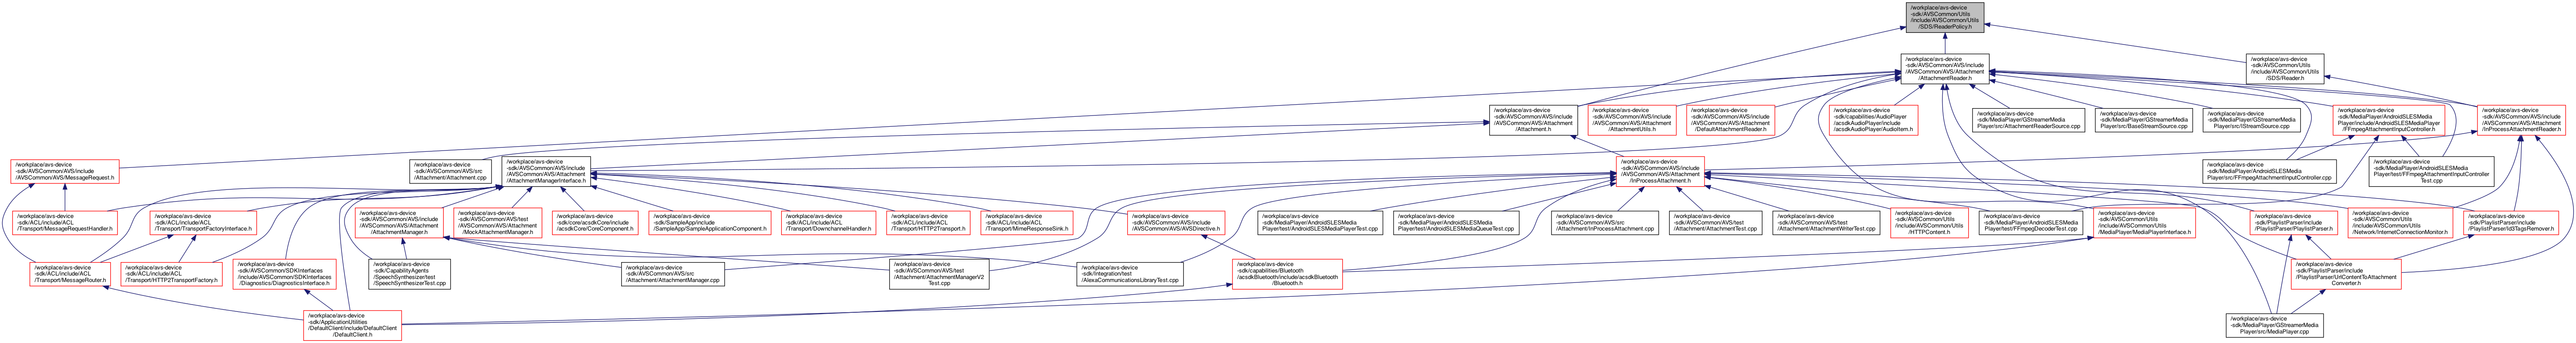 /workplace/avs-device
-sdk/AVSCommon/Utils
/include/AVSCommon/Utils
/SDS/ReaderPolicy.h
/workplace/avs-device
-sdk/AVSCommon/AVS/include
/AVSCommon/AVS/Attachment
/AttachmentReader.h
/workplace/avs-device
-sdk/AVSCommon/Utils
/include/AVSCommon/Utils
/SDS/Reader.h
/workplace/avs-device
-sdk/AVSCommon/AVS/include
/AVSCommon/AVS/Attachment
/Attachment.h
/workplace/avs-device
-sdk/AVSCommon/AVS/include
/AVSCommon/AVS/Attachment
/AttachmentUtils.h
/workplace/avs-device
-sdk/AVSCommon/AVS/include
/AVSCommon/AVS/Attachment
/DefaultAttachmentReader.h
/workplace/avs-device
-sdk/capabilities/AudioPlayer
/acsdkAudioPlayer/include
/acsdkAudioPlayer/AudioItem.h
/workplace/avs-device
-sdk/MediaPlayer/GStreamerMedia
Player/src/AttachmentReaderSource.cpp
/workplace/avs-device
-sdk/MediaPlayer/GStreamerMedia
Player/src/BaseStreamSource.cpp
/workplace/avs-device
-sdk/MediaPlayer/GStreamerMedia
Player/src/IStreamSource.cpp
/workplace/avs-device
-sdk/MediaPlayer/AndroidSLESMedia
Player/include/AndroidSLESMediaPlayer
/FFmpegAttachmentInputController.h
/workplace/avs-device
-sdk/AVSCommon/AVS/include
/AVSCommon/AVS/Attachment
/InProcessAttachmentReader.h
/workplace/avs-device
-sdk/AVSCommon/AVS/include
/AVSCommon/AVS/MessageRequest.h
/workplace/avs-device
-sdk/AVSCommon/AVS/src
/Attachment/Attachment.cpp
/workplace/avs-device
-sdk/AVSCommon/AVS/include
/AVSCommon/AVS/Attachment
/AttachmentManagerInterface.h
/workplace/avs-device
-sdk/AVSCommon/AVS/include
/AVSCommon/AVS/Attachment
/InProcessAttachment.h
/workplace/avs-device
-sdk/MediaPlayer/AndroidSLESMedia
Player/src/FFmpegAttachmentInputController.cpp
/workplace/avs-device
-sdk/MediaPlayer/AndroidSLESMedia
Player/test/FFmpegAttachmentInputController
Test.cpp
/workplace/avs-device
-sdk/ACL/include/ACL
/Transport/MessageRequestHandler.h
/workplace/avs-device
-sdk/ACL/include/ACL
/Transport/TransportFactoryInterface.h
/workplace/avs-device
-sdk/AVSCommon/AVS/include
/AVSCommon/AVS/Attachment
/AttachmentManager.h
/workplace/avs-device
-sdk/AVSCommon/AVS/test
/AVSCommon/AVS/Attachment
/MockAttachmentManager.h
/workplace/avs-device
-sdk/core/acsdkCore/include
/acsdkCore/CoreComponent.h
/workplace/avs-device
-sdk/SampleApp/include
/SampleApp/SampleApplicationComponent.h
/workplace/avs-device
-sdk/ACL/include/ACL
/Transport/DownchannelHandler.h
/workplace/avs-device
-sdk/ACL/include/ACL
/Transport/HTTP2Transport.h
/workplace/avs-device
-sdk/ACL/include/ACL
/Transport/MimeResponseSink.h
/workplace/avs-device
-sdk/AVSCommon/AVS/include
/AVSCommon/AVS/AVSDirective.h
/workplace/avs-device
-sdk/MediaPlayer/AndroidSLESMedia
Player/test/AndroidSLESMediaPlayerTest.cpp
/workplace/avs-device
-sdk/MediaPlayer/AndroidSLESMedia
Player/test/AndroidSLESMediaQueueTest.cpp
/workplace/avs-device
-sdk/AVSCommon/AVS/src
/Attachment/InProcessAttachment.cpp
/workplace/avs-device
-sdk/AVSCommon/AVS/test
/Attachment/AttachmentTest.cpp
/workplace/avs-device
-sdk/AVSCommon/AVS/test
/Attachment/AttachmentWriterTest.cpp
/workplace/avs-device
-sdk/AVSCommon/Utils
/include/AVSCommon/Utils
/HTTPContent.h
/workplace/avs-device
-sdk/MediaPlayer/AndroidSLESMedia
Player/test/FFmpegDecoderTest.cpp
/workplace/avs-device
-sdk/AVSCommon/Utils
/include/AVSCommon/Utils
/MediaPlayer/MediaPlayerInterface.h
/workplace/avs-device
-sdk/PlaylistParser/include
/PlaylistParser/PlaylistParser.h
/workplace/avs-device
-sdk/AVSCommon/Utils
/include/AVSCommon/Utils
/Network/InternetConnectionMonitor.h
/workplace/avs-device
-sdk/PlaylistParser/include
/PlaylistParser/Id3TagsRemover.h
/workplace/avs-device
-sdk/ACL/include/ACL
/Transport/MessageRouter.h
/workplace/avs-device
-sdk/ACL/include/ACL
/Transport/HTTP2TransportFactory.h
/workplace/avs-device
-sdk/AVSCommon/SDKInterfaces
/include/AVSCommon/SDKInterfaces
/Diagnostics/DiagnosticsInterface.h
/workplace/avs-device
-sdk/CapabilityAgents
/SpeechSynthesizer/test
/SpeechSynthesizerTest.cpp
/workplace/avs-device
-sdk/AVSCommon/AVS/src
/Attachment/AttachmentManager.cpp
/workplace/avs-device
-sdk/AVSCommon/AVS/test
/Attachment/AttachmentManagerV2
Test.cpp
/workplace/avs-device
-sdk/Integration/test
/AlexaCommunicationsLibraryTest.cpp
/workplace/avs-device
-sdk/capabilities/Bluetooth
/acsdkBluetooth/include/acsdkBluetooth
/Bluetooth.h
/workplace/avs-device
-sdk/PlaylistParser/include
/PlaylistParser/UrlContentToAttachment
Converter.h
/workplace/avs-device
-sdk/ApplicationUtilities
/DefaultClient/include/DefaultClient
/DefaultClient.h
/workplace/avs-device
-sdk/MediaPlayer/GStreamerMedia
Player/src/MediaPlayer.cpp